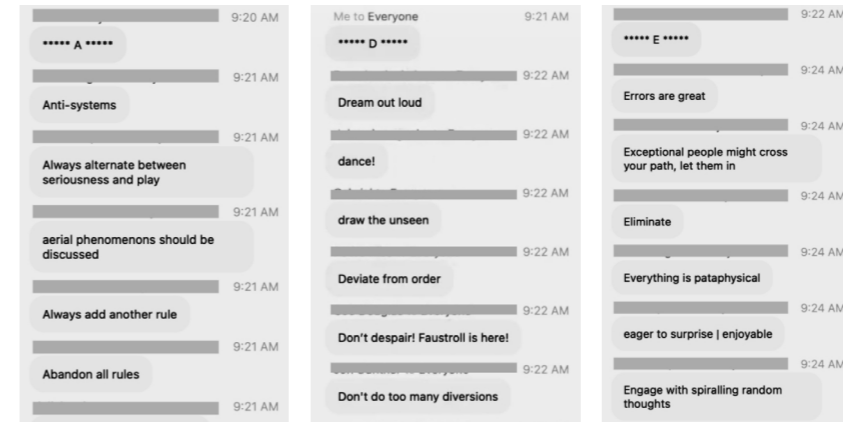 9:20 AM
***** A *****
9:21 AM
Anti-systems
9:21 AM
Always alternate between
seriousness and play
9:21 AM
aerial phenomenons should be
discussed
9:21 AM
Always add another rule
9:21 AM
Abandon all rules
9:21 AM
Me to Everyone 9:21 AM
***** D *****
9:22 AM
Dream out loud
9:22 AM
dance!
9:22 AM
draw the unseen
9:22 AM
Deviate from order
9:22 AM
Don't despair! Faustroll is here!
9:22 AM
Don't do too many diversions
9:22 AM
***** E *****
9:24 AM
Errors are great
9:24 AM
Exceptional people might cross
your path, let them in
9:24 AM
Eliminate
9:24 AM
Everything is pataphysical
9:24 AM
eager to surprise | enjoyable
9:24 AM
Engage with spiralling random
thoughts